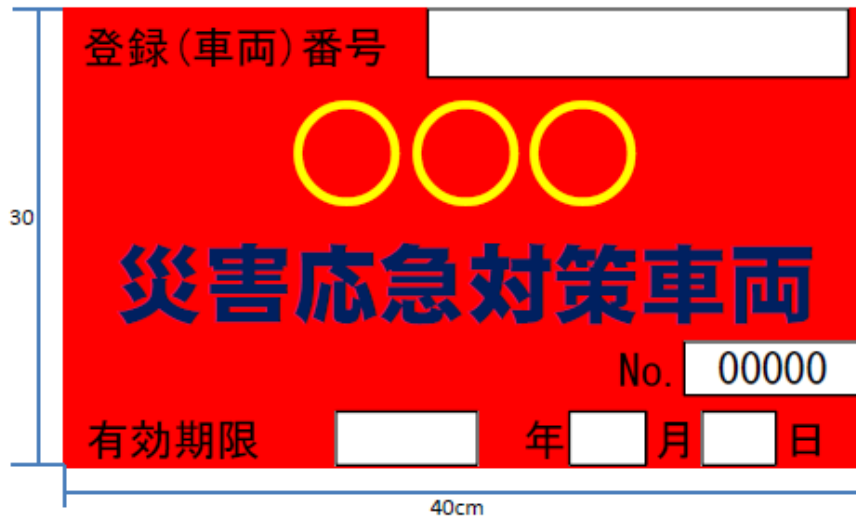 登録(車両)番号
○○○
30
災害応急対策車両
No. 00000
有効期限 年 月 日
40cm